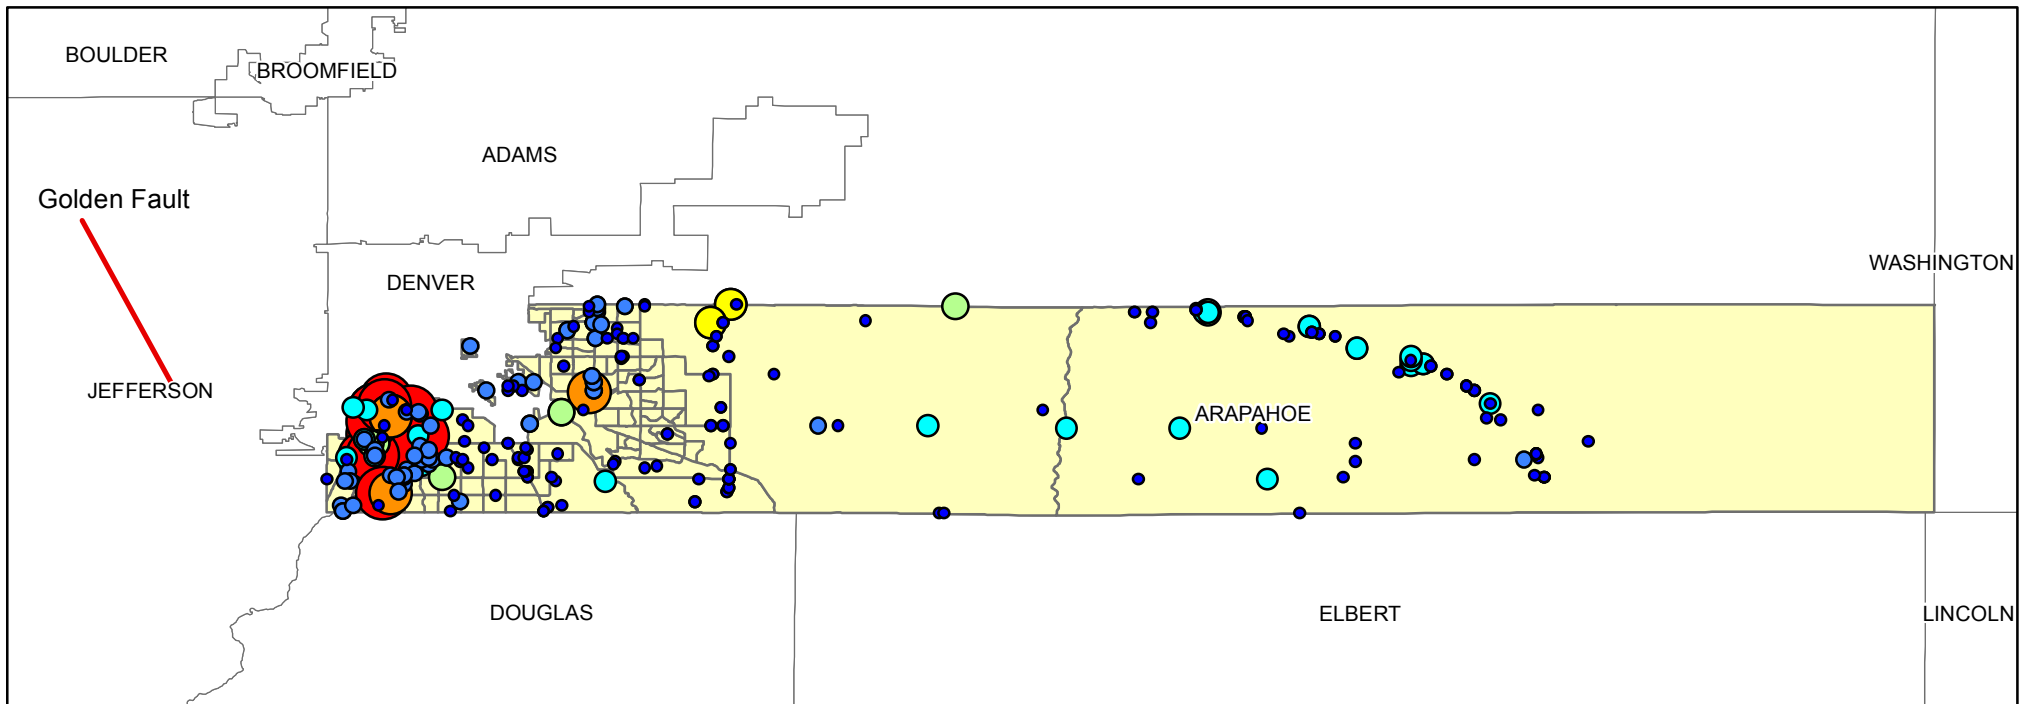 BOULDER
BROOMFIELD
ADAMS
Golden Fault
DENVER
WASHINGTON
JEFFERSON
ARAPAHOE
DOUGLAS
ELBERT
LINCOLN